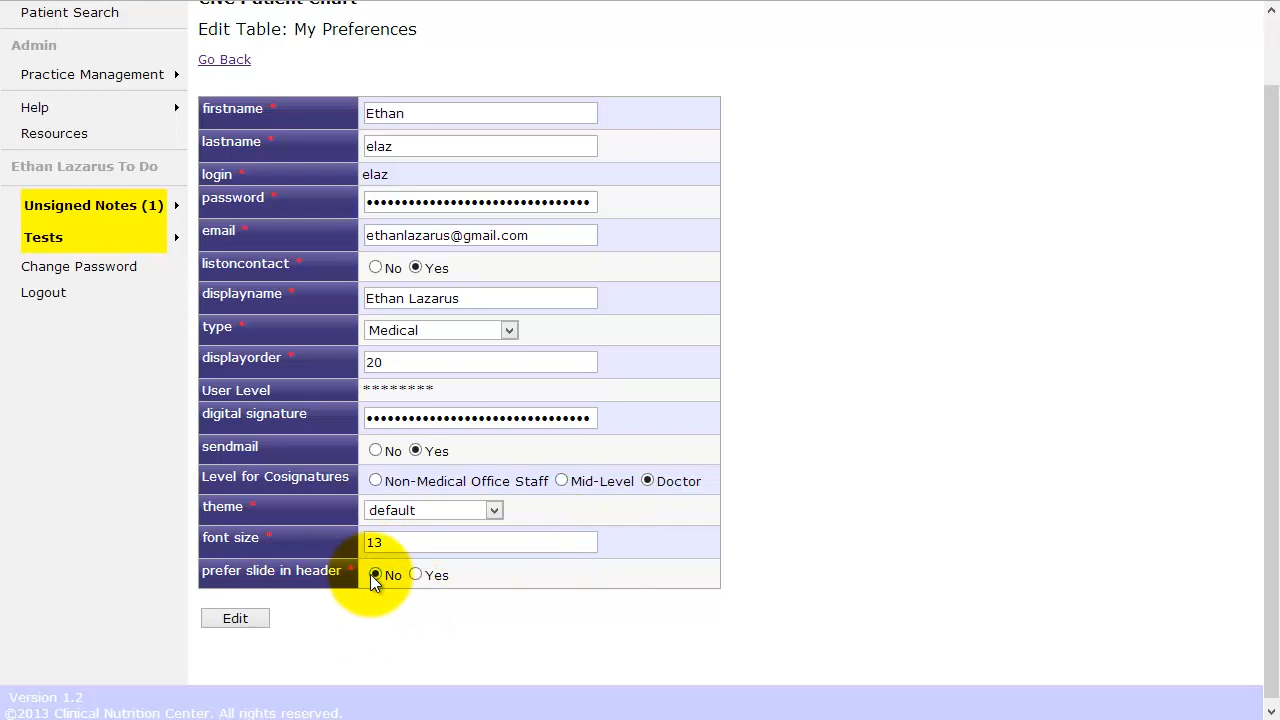 Patient Search
Admin
Practice Management
Help
Resources
Ethan Lazarus To Do
Unsigned Notes (1)
Tests
Change Password
Logout
Patient Chart
Edit Table: My Preferences
Go Back
firstname * Ethan
lastname * elaz
login * elaz
password * ••••••••••••••••••••••••••••••••
email * ethanlazarus@gmail.com
listoncontact * No Yes
displayname * Ethan Lazarus
type * Medical
displayorder * 20
User Level ********
digital signature ••••••••••••••••••••••••••••••••
sendmail No Yes
Level for Cosignatures Non-Medical Office Staff Mid-Level Doctor
theme * default
font size * 13
prefer slide in header * No Yes
Edit
Version 1.2
©2013 Clinical Nutrition Center. All rights reserved.